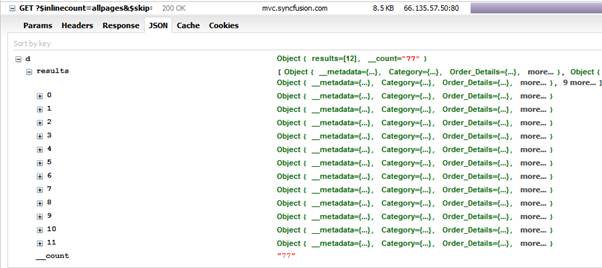 GET ?$inlinecount=allpages&$skip= 200 OK mvc.syncfusion.com 8.5 KB 66.135.57.50:80
Params Headers Response JSON Cache Cookies
Sort by key
d Object { results=[12], __count="77" }
results [ Object { __metadata={...}, Category={...}, Order_Details={...}, more... }, Object {
__metadata={...}, Category={...}, Order_Details={...}, more... }, 9 more... ]
0 Object { __metadata={...}, Category={...}, Order_Details={...}, more... }
1 Object { __metadata={...}, Category={...}, Order_Details={...}, more... }
2 Object { __metadata={...}, Category={...}, Order_Details={...}, more... }
3 Object { __metadata={...}, Category={...}, Order_Details={...}, more... }
4 Object { __metadata={...}, Category={...}, Order_Details={...}, more... }
5 Object { __metadata={...}, Category={...}, Order_Details={...}, more... }
6 Object { __metadata={...}, Category={...}, Order_Details={...}, more... }
7 Object { __metadata={...}, Category={...}, Order_Details={...}, more... }
8 Object { __metadata={...}, Category={...}, Order_Details={...}, more... }
9 Object { __metadata={...}, Category={...}, Order_Details={...}, more... }
10 Object { __metadata={...}, Category={...}, Order_Details={...}, more... }
11 Object { __metadata={...}, Category={...}, Order_Details={...}, more... }
__count "77"